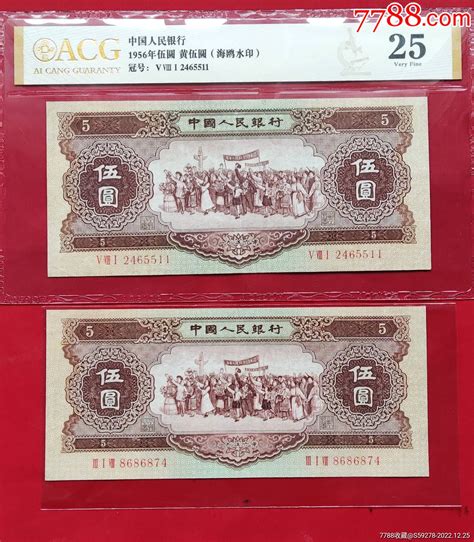 7788.com
ACG
AI CANG GUARANTY
中国人民银行
1956年伍圆 黄伍圆（海鸥水印）
冠号： V VIII I 2465511
25
Very Fine
5 中國人民銀行 5
伍圓 伍圓
V VIII I 2465511 V VIII I 2465511
5 5
5 中國人民銀行 5
伍圓 伍圓
III I VIII 8686874 III I VIII 8686874
5 5
7788收藏@S59278-2022.12.25